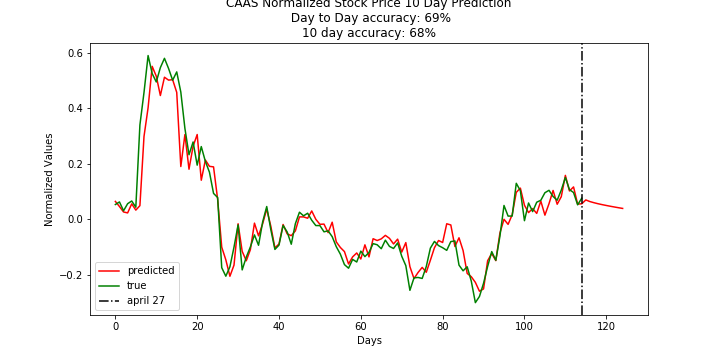 CAAS Normalized Stock Price 10 Day Prediction
Day to Day accuracy: 69%
10 day accuracy: 68%
0.6
0.4
0.2
0.0
−0.2
Normalized Values
predicted
true
april 27
0 20 40 60 80 100 120
Days